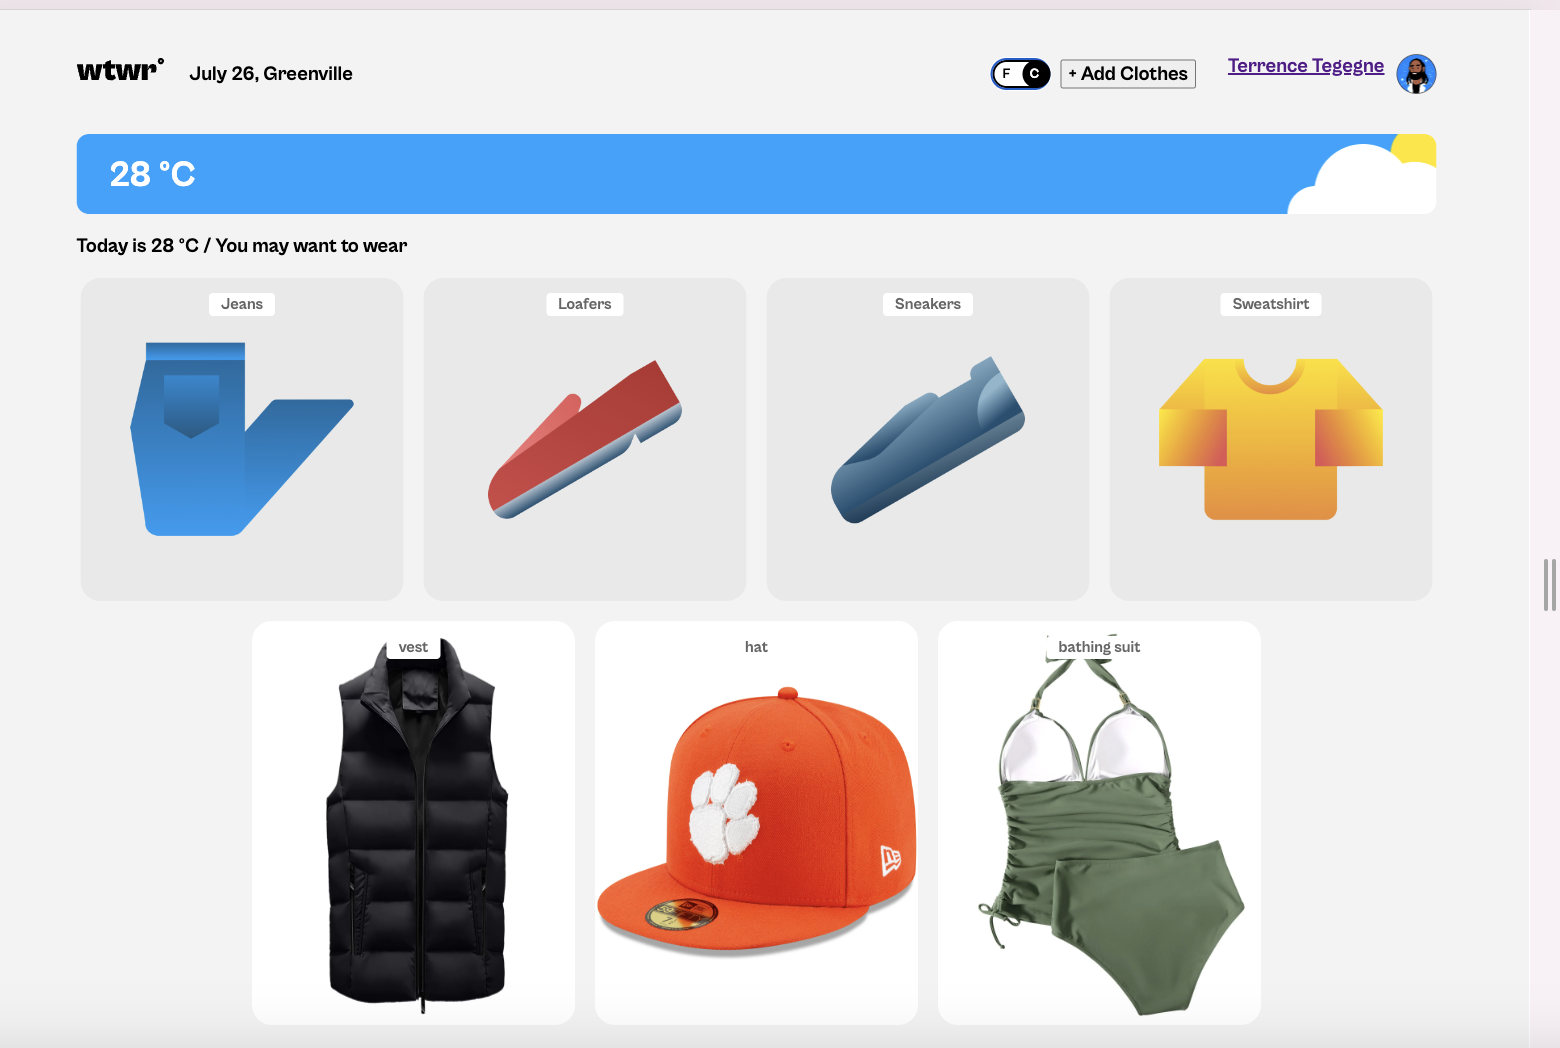 wtwr°
July 26, Greenville
F C
+ Add Clothes
Terrence Tegegne
28 °C
Today is 28 °C / You may want to wear
Jeans
Loafers
Sneakers
Sweatshirt
vest
hat
bathing suit